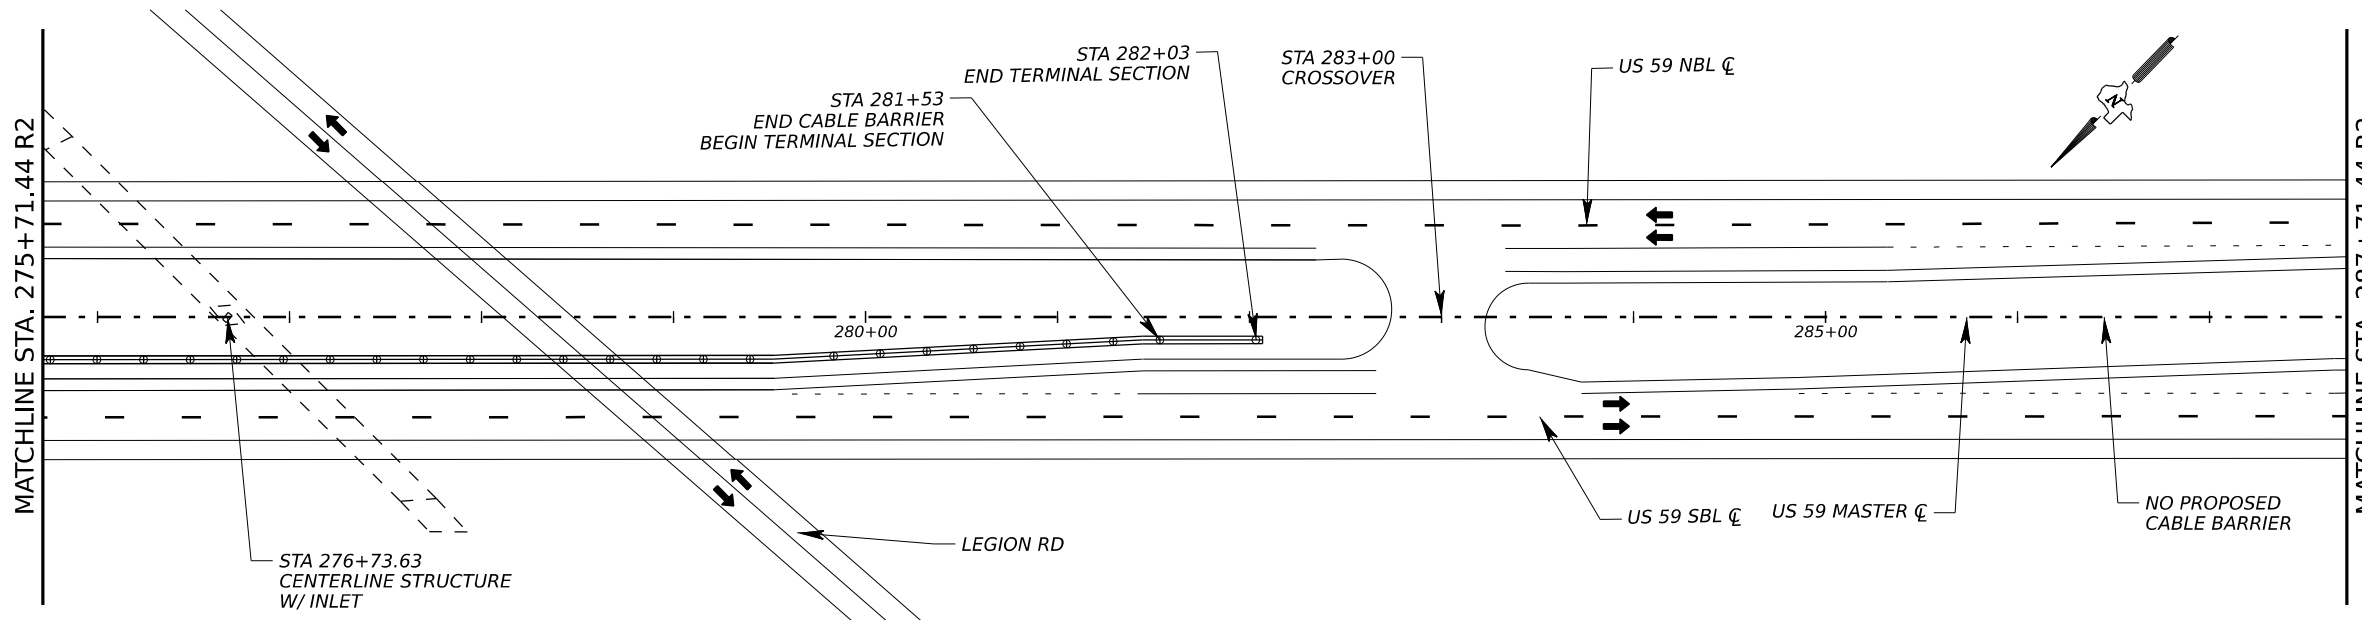 MATCHLINE STA. 275+71.44 R2
STA 281+53
END CABLE BARRIER
BEGIN TERMINAL SECTION
STA 282+03
END TERMINAL SECTION
STA 283+00
CROSSOVER
US 59 NBL ℄
N
280+00
285+00
STA 276+73.63
CENTERLINE STRUCTURE
W/ INLET
LEGION RD
US 59 SBL ℄
US 59 MASTER ℄
NO PROPOSED
CABLE BARRIER